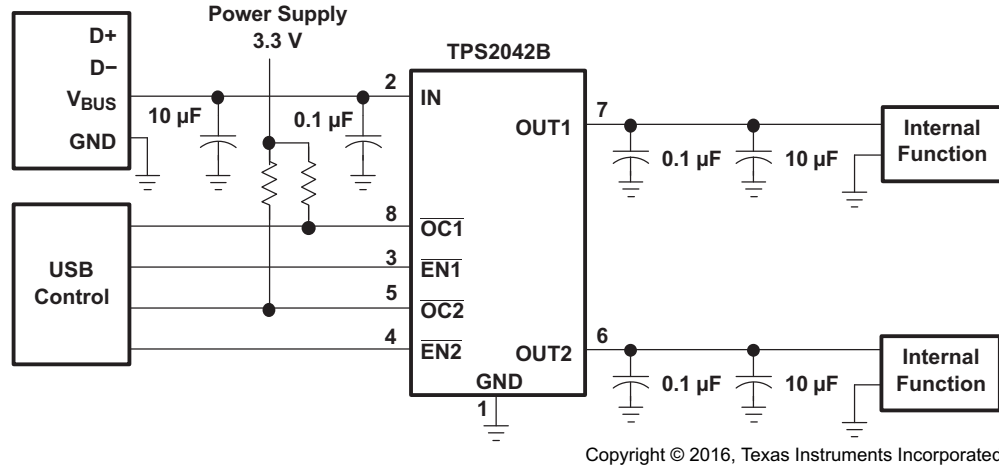 Power Supply
3.3 V
D+
D−
VBUS
GND
10 µF
0.1 µF
TPS2042B
2
IN
8
OC1
3
EN1
5
OC2
4
EN2
GND
1
OUT1
7
0.1 µF
10 µF
Internal
Function
OUT2
6
0.1 µF
10 µF
Internal
Function
USB
Control
Copyright © 2016, Texas Instruments Incorporated